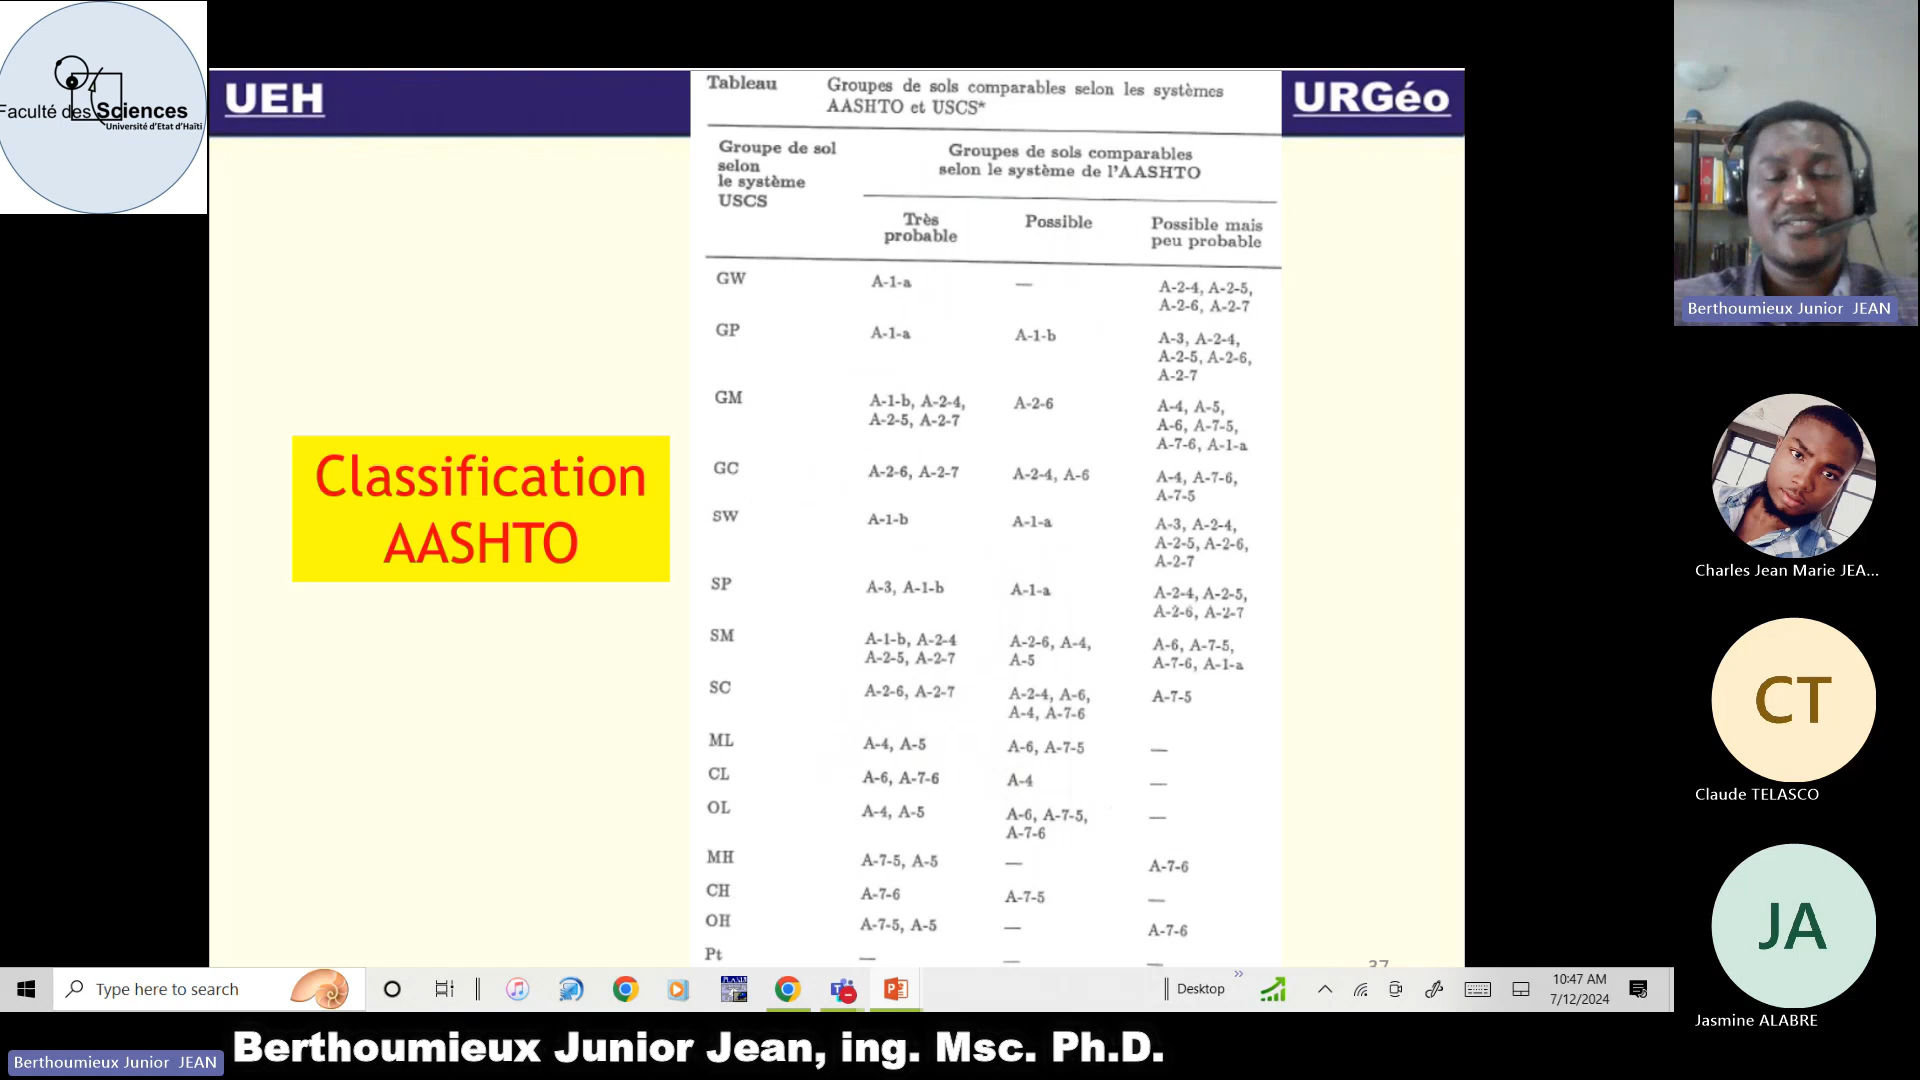 Faculté des Sciences
Université d'Etat d'Haïti
UEH
URGéo
Tableau Groupes de sols comparables selon les systèmes
AASHTO et USCS*
Groupe de sol
selon
le système
USCS
Groupes de sols comparables
selon le système de l'AASHTO
Très
probable
Possible
Possible mais
peu probable
GW A-1-a — A-2-4, A-2-5,
A-2-6, A-2-7
GP A-1-a A-1-b A-3, A-2-4,
A-2-5, A-2-6,
A-2-7
GM A-1-b, A-2-4, A-2-6 A-4, A-5,
A-2-5, A-2-7 A-6, A-7-5,
A-7-6, A-1-a
GC A-2-6, A-2-7 A-2-4, A-6 A-4, A-7-6,
A-7-5
SW A-1-b A-1-a A-3, A-2-4,
A-2-5, A-2-6,
A-2-7
SP A-3, A-1-b A-1-a A-2-4, A-2-5,
A-2-6, A-2-7
SM A-1-b, A-2-4 A-2-6, A-4, A-6, A-7-5,
A-2-5, A-2-7 A-5 A-7-6, A-1-a
SC A-2-6, A-2-7 A-2-4, A-6, A-7-5
A-4, A-7-6
ML A-4, A-5 A-6, A-7-5 —
CL A-6, A-7-6 A-4 —
OL A-4, A-5 A-6, A-7-5, —
A-7-6
MH A-7-5, A-5 — A-7-6
CH A-7-6 A-7-5 —
OH A-7-5, A-5 — A-7-6
Pt — — —
Classification
AASHTO
37
Type here to search
Desktop
10:47 AM
7/12/2024
Berthoumieux Junior Jean, ing. Msc. Ph.D.
Berthoumieux Junior JEAN
Berthoumieux Junior JEAN
Charles Jean Marie JEA...
CT
Claude TELASCO
JA
Jasmine ALABRE